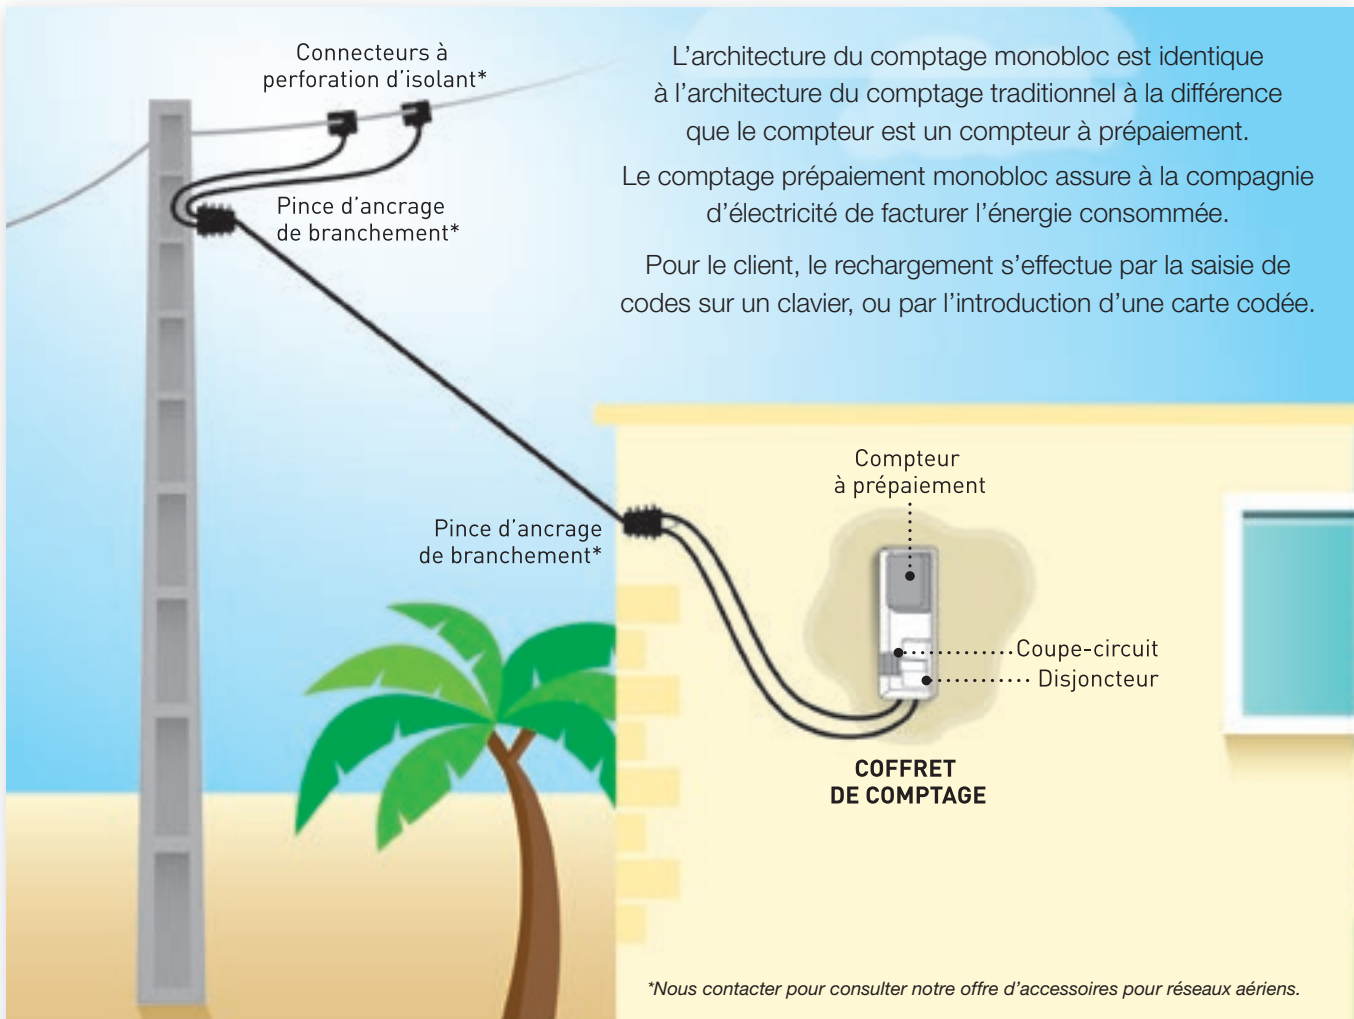 Connecteurs à
perforation d'isolant*
L'architecture du comptage monobloc est identique
à l'architecture du comptage traditionnel à la différence
que le compteur est un compteur à prépaiement.
Le comptage prépaiement monobloc assure à la compagnie
d'électricité de facturer l'énergie consommée.
Pour le client, le rechargement s'effectue par la saisie de
codes sur un clavier, ou par l'introduction d'une carte codée.
Pince d'ancrage
de branchement*
Pince d'ancrage
de branchement*
Compteur
à prépaiement
Coupe-circuit
Disjoncteur
COFFRET
DE COMPTAGE
*Nous contacter pour consulter notre offre d'accessoires pour réseaux aériens.